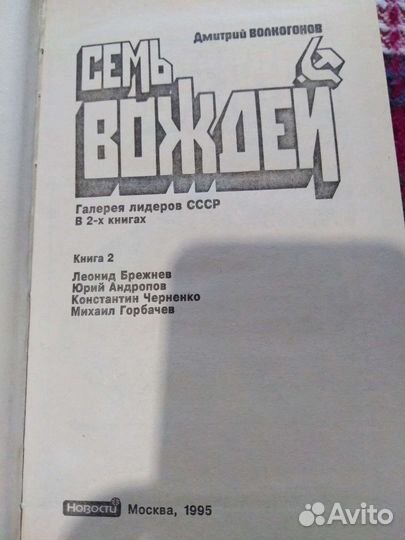 Дмитрий ВОЛКОГОНОВ
СЕМЬ
ВОЖДЕЙ
Галерея лидеров СССР
В 2-х книгах
Книга 2
Леонид Брежнев
Юрий Андропов
Константин Черненко
Михаил Горбачев
Новости Москва, 1995
Avito